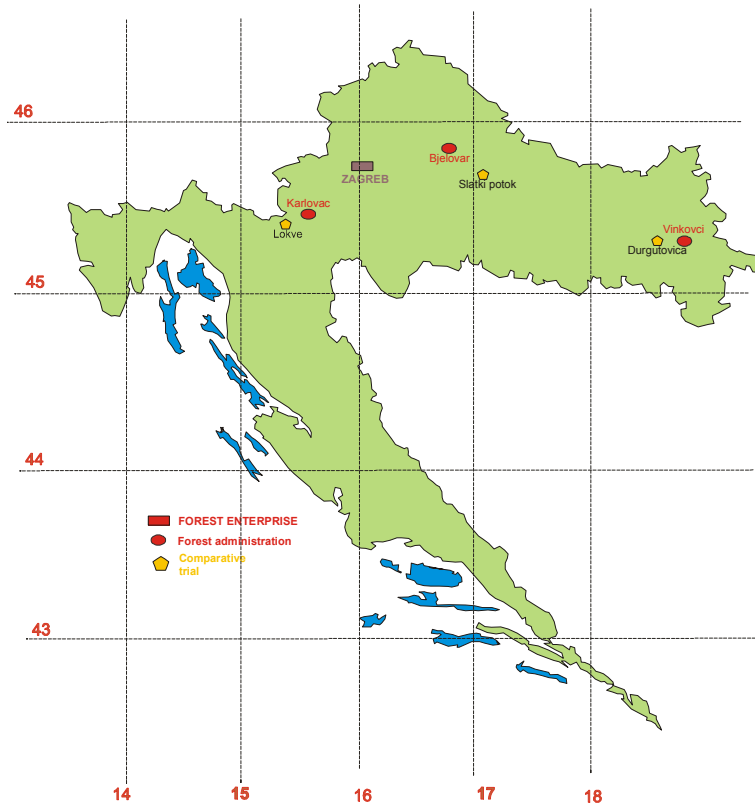 46
Bjelovar
ZAGREB
Slatki potok
Karlovac
Lokve
Vinkovci
Durgutovica
45
44
FOREST ENTERPRISE
Forest administration
Comparative
trial
43
14
15
16
17
18